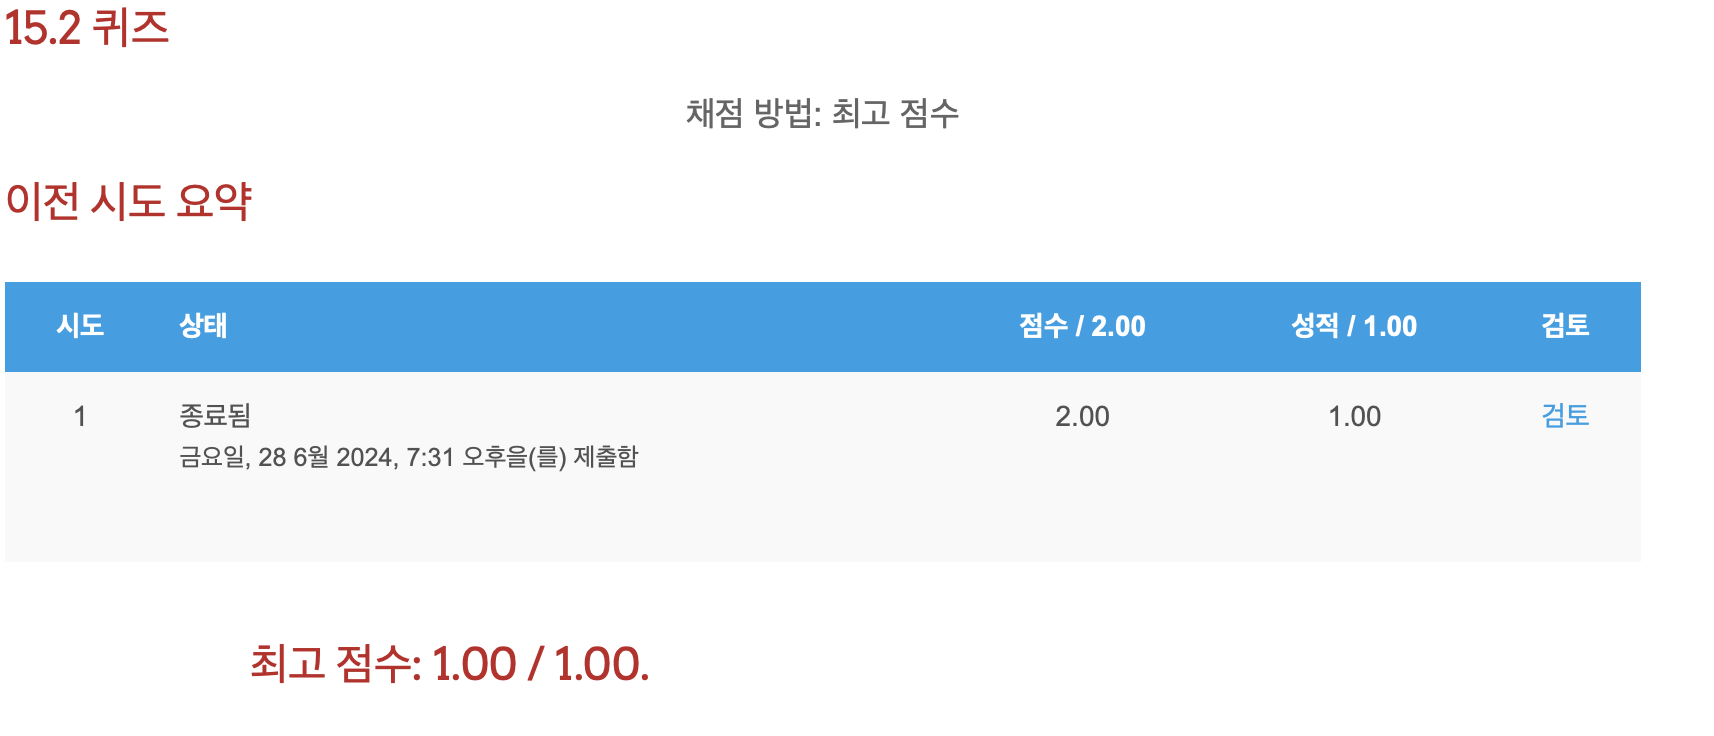 15.2 퀴즈
채점 방법: 최고 점수
이전 시도 요약
시도 상태 점수 / 2.00 성적 / 1.00 검토
1 종료됨 2.00 1.00 검토
금요일, 28 6월 2024, 7:31 오후을(를) 제출함
최고 점수: 1.00 / 1.00.